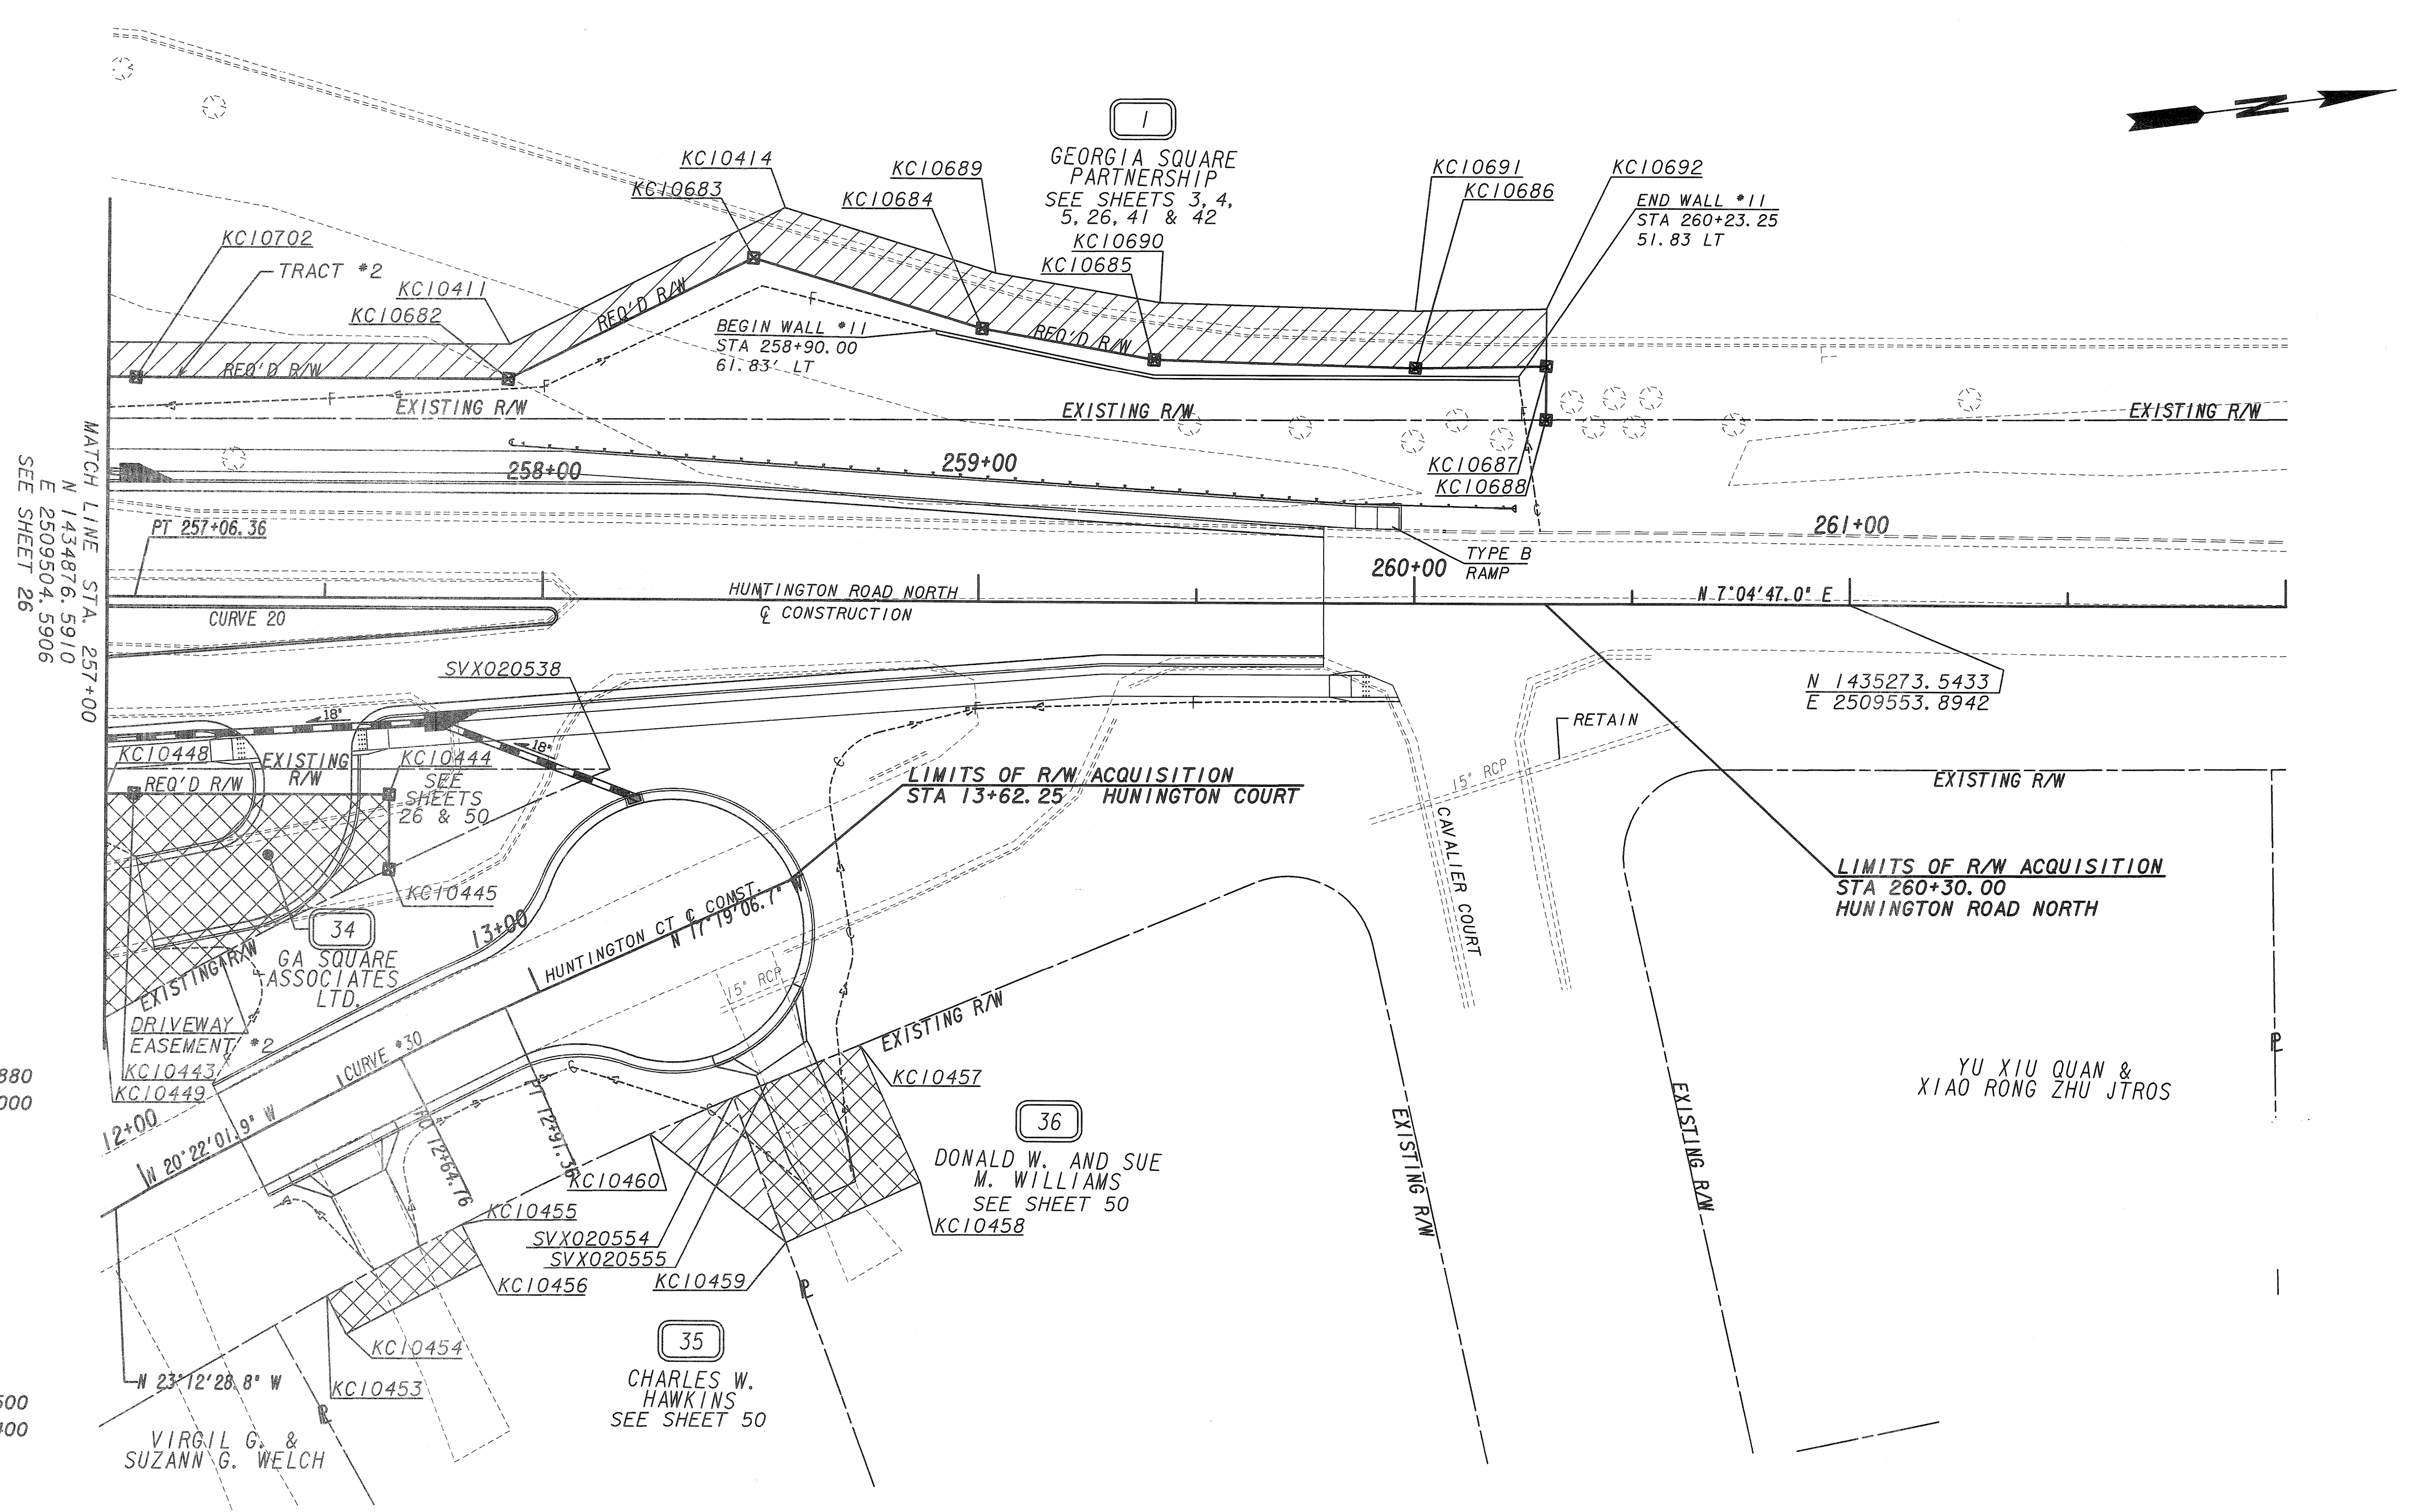 1
GEORGIA SQUARE
PARTNERSHIP
SEE SHEETS 3, 4,
5, 26, 41 & 42
KC10414
KC10683
KC10689
KC10684
KC10690
KC10685
KC10691
KC10686
KC10692
END WALL #11
STA 260+23.25
51.83 LT
N
KC10702
TRACT #2
KC10411
KC10682
REQ'D R/W
REQ'D R/W
REQ'D R/W
BEGIN WALL #11
STA 258+90.00
61.83' LT
F
F
F
F
EXISTING R/W
EXISTING R/W
EXISTING R/W
KC10687
KC10688
258+00
259+00
260+00
261+00
TYPE B
RAMP
MATCH LINE STA. 257+00
N 1434876.5910
E 2509504.5906
SEE SHEET 26
PT 257+06.36
CURVE 20
HUNTINGTON ROAD NORTH
℄ CONSTRUCTION
N 7°04'47.0" E
N 1435273.5433
E 2509553.8942
SVX020538
18"
18"
RETAIN
15" RCP
KC10448
EXISTING
R/W
REQ'D R/W
KC10444
SEE
SHEETS
26 & 50
KC10445
LIMITS OF R/W ACQUISITION
STA 13+62.25 HUNINGTON COURT
EXISTING R/W
LIMITS OF R/W ACQUISITION
STA 260+30.00
HUNINGTON ROAD NORTH
CAVALIER COURT
34
GA SQUARE
ASSOCIATES
LTD.
EXISTING R/W
13+00
HUNTINGTON CT ℄ CONST.
N 17°19'06.7" W
15" RCP
EXISTING R/W
DRIVEWAY
EASEMENT #2
KC10443
KC10449
CURVE #30
12+00
N 20°22'01.9" W
PC 12+64.76
PT 12+91.36
880
000
KC10457
36
DONALD W. AND SUE
M. WILLIAMS
SEE SHEET 50
KC10458
KC10460
KC10455
SVX020554
SVX020555
KC10456
KC10459
PL
EXISTING R/W
EXISTING R/W
YU XIU QUAN &
XIAO RONG ZHU JTROS
PL
KC10454
KC10453
35
CHARLES W.
HAWKINS
SEE SHEET 50
N 23°12'28.8" W
PL
VIRGIL G. &
SUZANN G. WELCH
500
400